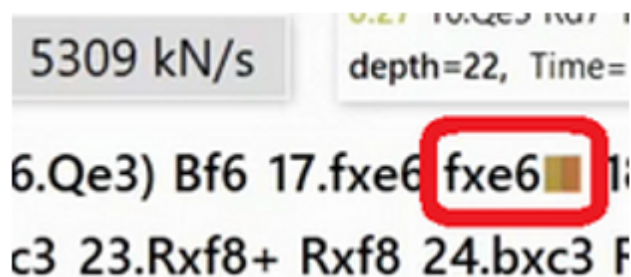 5309 kN/s
depth=22, Time=
6.Qe3) Bf6 17.fxe6 fxe6
c3 23.Rxf8+ Rxf8 24.bxc3